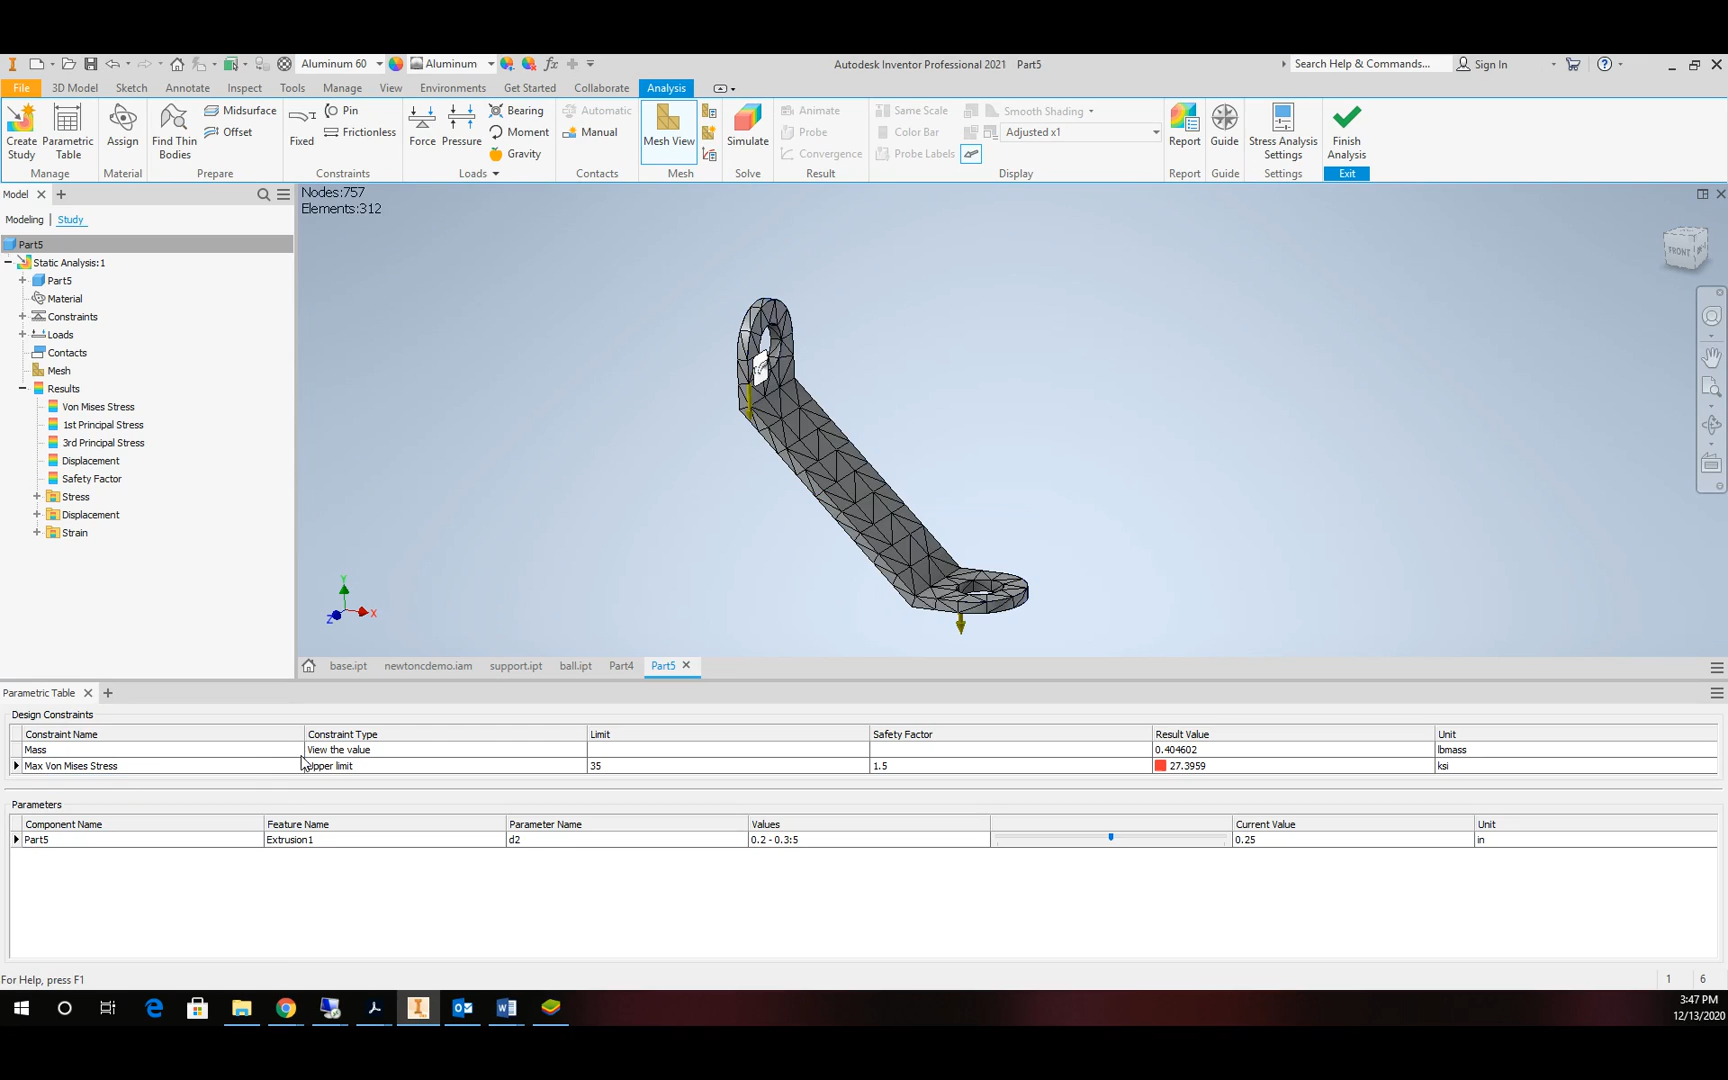 Aluminum 60 Aluminum Autodesk Inventor Professional 2021 Part5 Search Help & Commands... Sign In
File 3D Model Sketch Annotate Inspect Tools Manage View Environments Get Started Collaborate Analysis
Create Study Parametric Table Assign Find Thin Bodies Midsurface Offset Fixed Pin Frictionless Force Pressure Bearing Moment Gravity Automatic Manual Mesh View Simulate Animate Probe Convergence Same Scale Color Bar Probe Labels Smooth Shading Adjusted x1 Report Guide Stress Analysis Settings Finish Analysis
Manage Material Prepare Constraints Loads Contacts Mesh Solve Result Display Report Guide Settings Exit
Model
Modeling Study
Part5
Static Analysis:1
Part5
Material
Constraints
Loads
Contacts
Mesh
Results
Von Mises Stress
1st Principal Stress
3rd Principal Stress
Displacement
Safety Factor
Stress
Displacement
Strain
Nodes:757
Elements:312
FRONT
Y
X
Z
base.ipt newtoncdemo.iam support.ipt ball.ipt Part4 Part5
Parametric Table
Design Constraints
Constraint Name Constraint Type Limit Safety Factor Result Value Unit
Mass View the value 0.404602 lbmass
Max Von Mises Stress Upper limit 35 1.5 27.3959 ksi
Parameters
Component Name Feature Name Parameter Name Values Current Value Unit
Part5 Extrusion1 d2 0.2 - 0.3:5 0.25 in
For Help, press F1 1 6
3:47 PM
12/13/2020